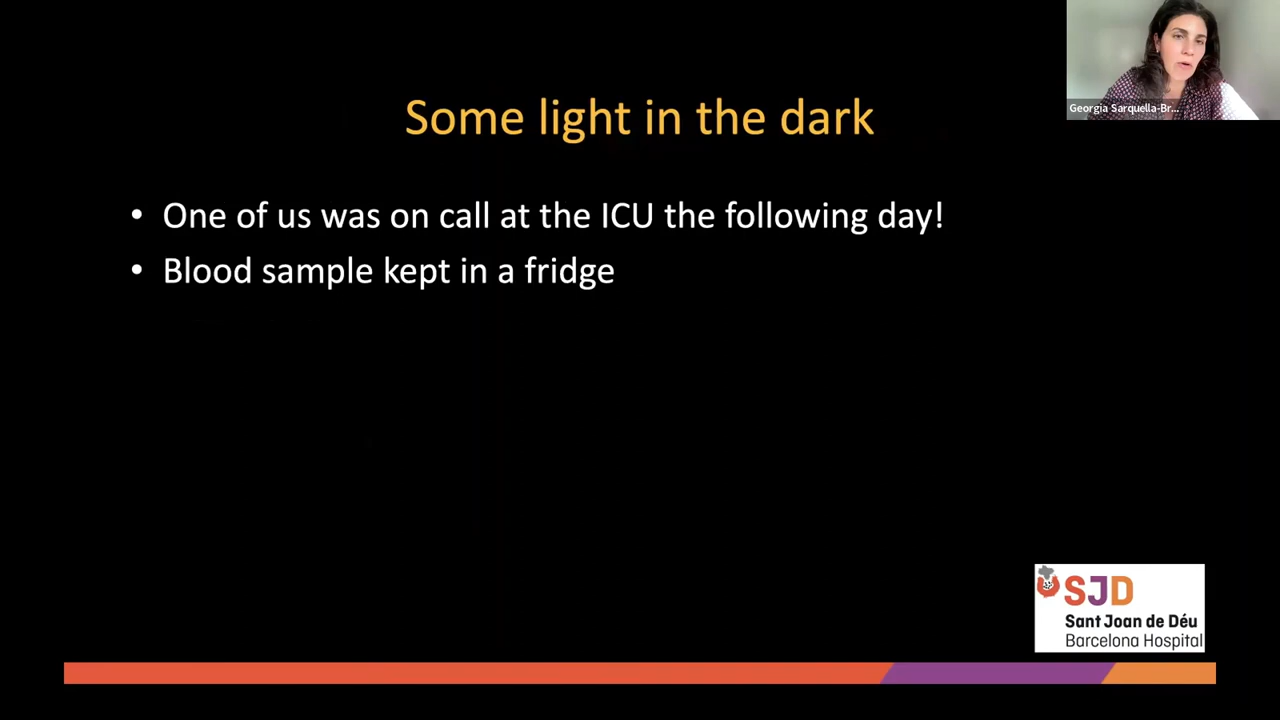 Georgia Sarquella-Br...
Some light in the dark
• One of us was on call at the ICU the following day!
• Blood sample kept in a fridge
SJD
Sant Joan de Déu
Barcelona Hospital